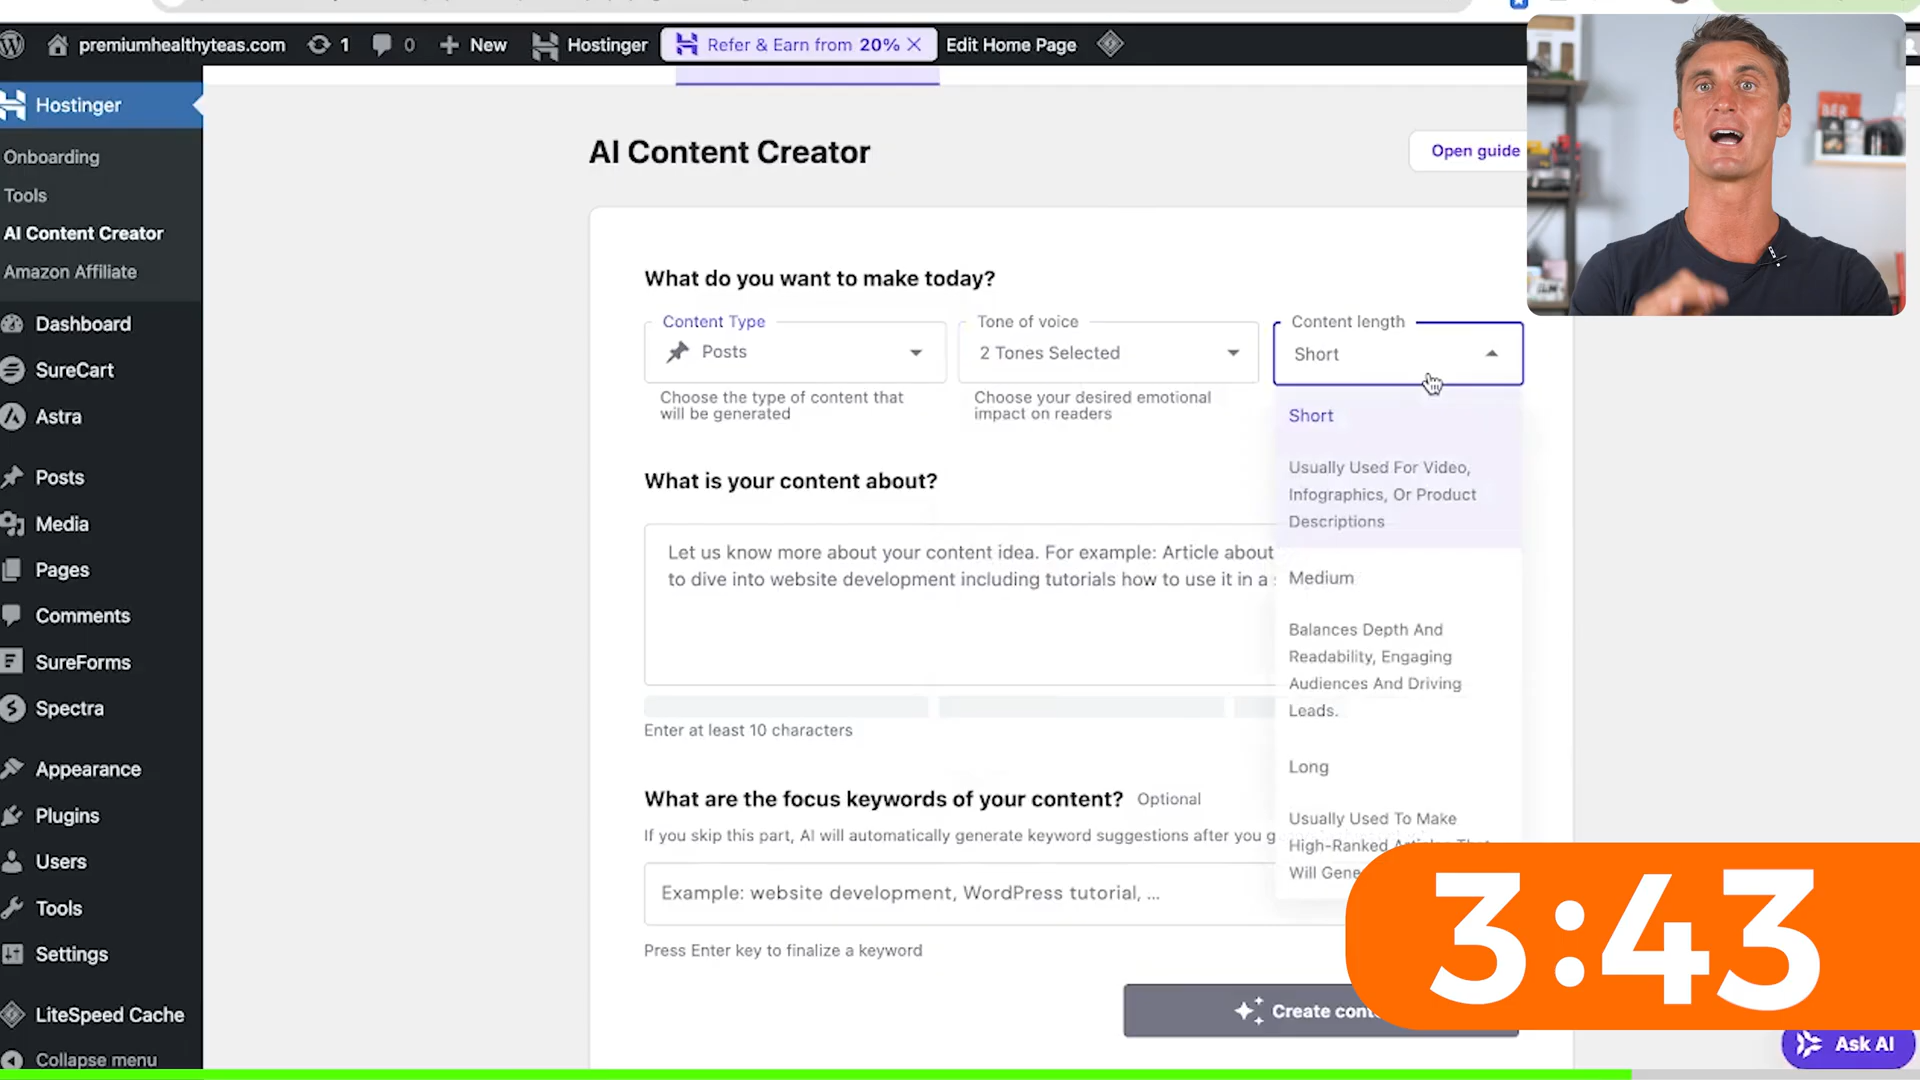 premiumhealthyteas.com
1
0
New
Hostinger
Refer & Earn from 20%
Edit Home Page
Hostinger
Onboarding
Tools
AI Content Creator
Amazon Affiliate
Dashboard
SureCart
Astra
Posts
Media
Pages
Comments
SureForms
Spectra
Appearance
Plugins
Users
Tools
Settings
LiteSpeed Cache
Collapse menu
AI Content Creator
Open guide
What do you want to make today?
Content Type
Posts
Choose the type of content that
will be generated
Tone of voice
2 Tones Selected
Choose your desired emotional
impact on readers
Content length
Short
Short
Usually Used For Video,
Infographics, Or Product
Descriptions
Medium
Balances Depth And
Readability, Engaging
Audiences And Driving
Leads.
Long
Usually Used To Make
High-Ranked
Will
What is your content about?
Let us know more about your content idea. For example: Article about
to dive into website development including tutorials how to use it in a
Enter at least 10 characters
What are the focus keywords of your content? Optional
If you skip this part, AI will automatically generate keyword suggestions after you
Example: website development, WordPress tutorial, ...
Press Enter key to finalize a keyword
Create
3:43
Ask AI